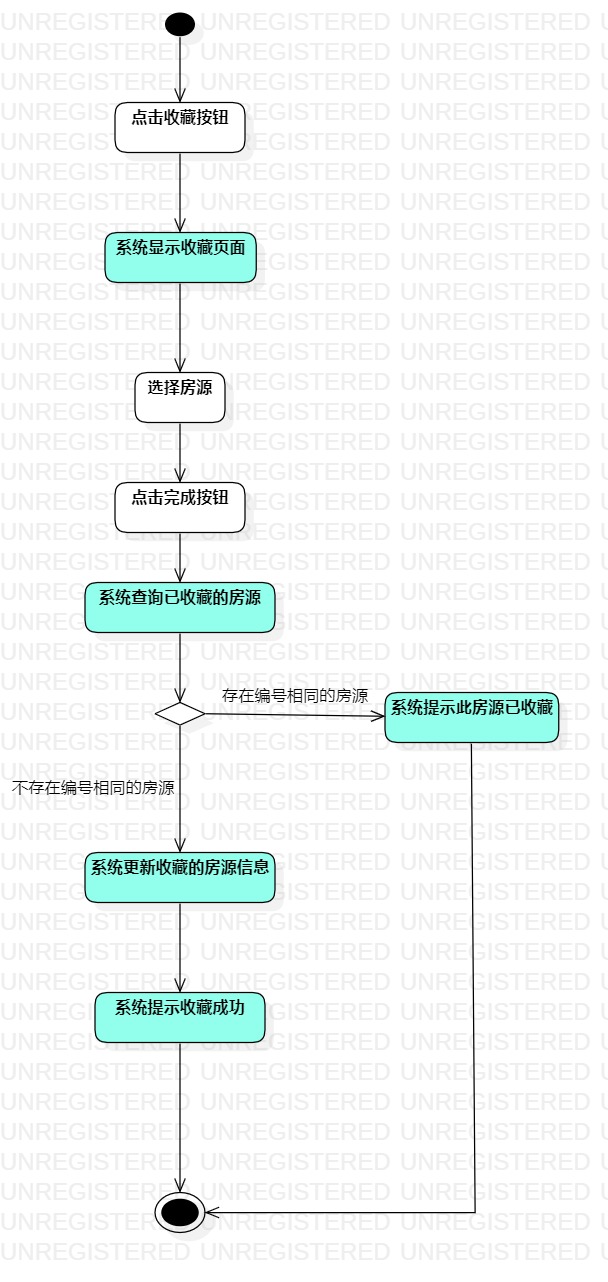 点击收藏按钮
系统显示收藏页面
选择房源
点击完成按钮
系统查询已收藏的房源
存在编号相同的房源
系统提示此房源已收藏
不存在编号相同的房源
系统更新收藏的房源信息
系统提示收藏成功
UNREGISTERED